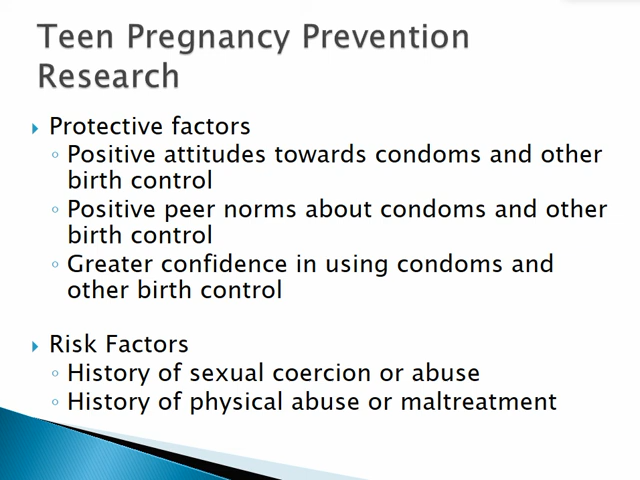 Teen Pregnancy Prevention
Research
Protective factors
Positive attitudes towards condoms and other
birth control
Positive peer norms about condoms and other
birth control
Greater confidence in using condoms and
other birth control
Risk Factors
History of sexual coercion or abuse
History of physical abuse or maltreatment